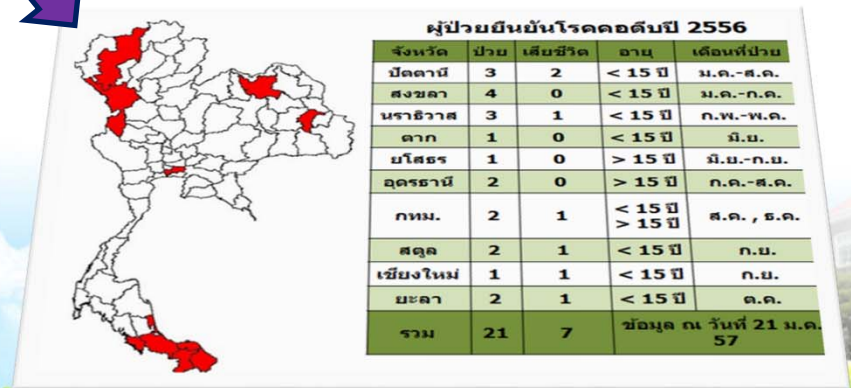 ผู้ป่วยยืนยันโรคคอตีบปี 2556
จังหวัด ป่วย เสียชีวิต อายุ เดือนที่ป่วย
ปัตตานี 3 2 < 15 ปี ม.ค.-ส.ค.
สงขลา 4 0 < 15 ปี ม.ค.-ก.ค.
นราธิวาส 3 1 < 15 ปี ก.พ.-พ.ค.
ตาก 1 0 < 15 ปี มิ.ย.
ยโสธร 1 0 > 15 ปี มิ.ย.-ก.ย.
อุดรธานี 2 0 > 15 ปี ก.ค.-ส.ค.
กทม. 2 1 < 15 ปี > 15 ปี ส.ค. , ธ.ค.
สตูล 2 1 < 15 ปี ก.ย.
เชียงใหม่ 1 1 < 15 ปี ก.ย.
ยะลา 2 1 < 15 ปี ต.ค.
รวม 21 7 ข้อมูล ณ วันที่ 21 ม.ค. 57